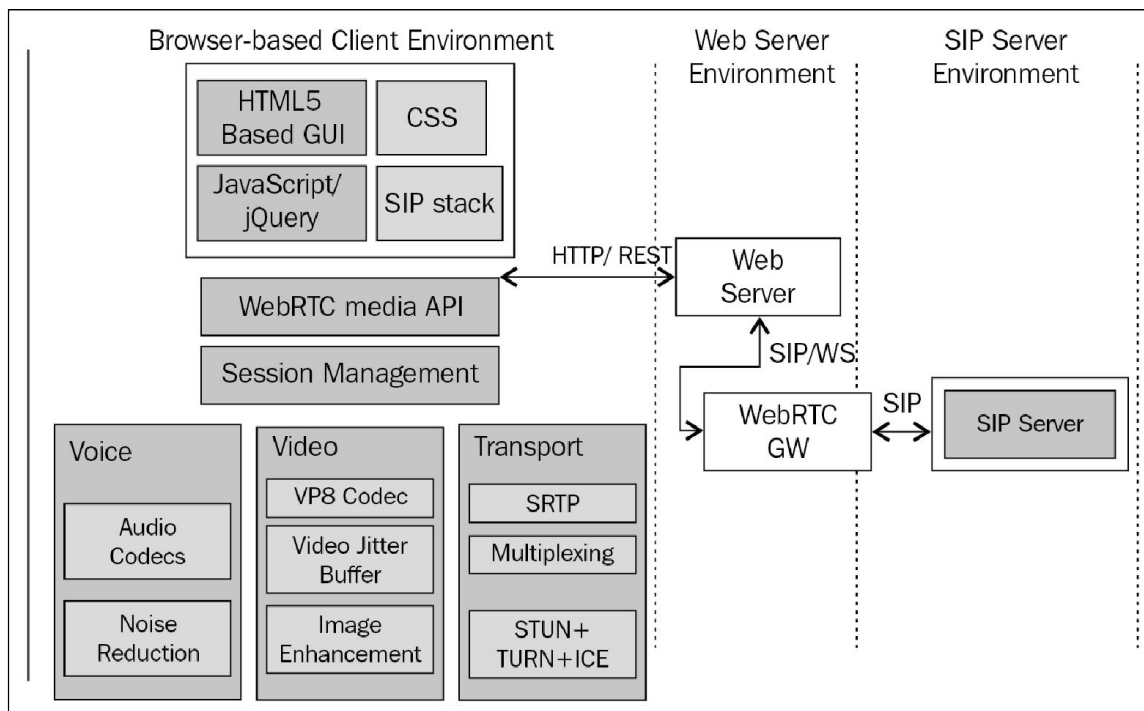 Browser-based Client Environment
Web Server
Environment
SIP Server
Environment
HTML5
Based GUI
CSS
JavaScript/
jQuery
SIP stack
HTTP/ REST
Web
Server
WebRTC media API
SIP/WS
Session Management
WebRTC
GW
SIP
SIP Server
Voice
Audio
Codecs
Noise
Reduction
Video
VP8 Codec
Video Jitter
Buffer
Image
Enhancement
Transport
SRTP
Multiplexing
STUN+
TURN+ICE